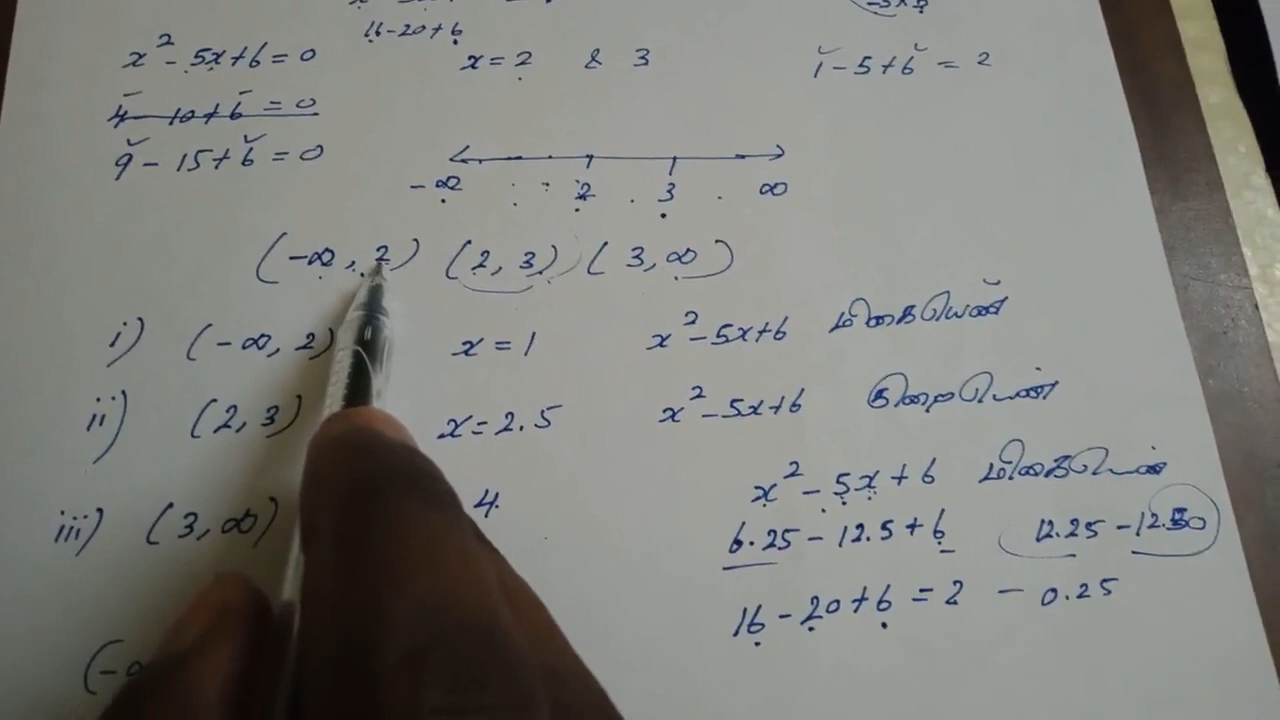 16-20+6
x² - 5x + 6 = 0 x = 2 & 3 1 - 5 + 6 = 2
4 - 10 + 6 = 0
9 - 15 + 6 = 0
-∞ 2 3 ∞
(-∞, 2) (2, 3) (3, ∞)
i) (-∞, 2) x = 1 x² - 5x + 6 மிகையெண்
ii) (2, 3) x = 2.5 x² - 5x + 6 குறையெண்
iii) (3, ∞) 4 x² - 5x + 6 மிகையெண்
6.25 - 12.5 + 6 12.25 - 12.50
16 - 20 + 6 = 2 - 0.25